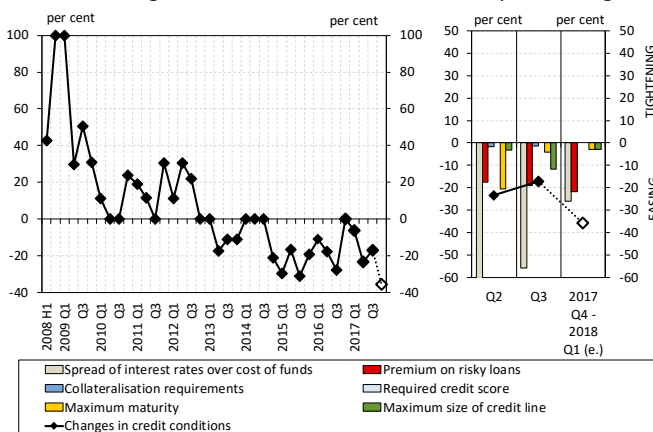 per cent
per cent
per cent
per cent
100
80
60
40
20
0
-20
-40
100
80
60
40
20
0
-20
-40
2008 H1
2009 Q1
Q3
2010 Q1
Q3
2011 Q1
Q3
2012 Q1
Q3
2013 Q1
Q3
2014 Q1
Q3
2015 Q1
Q3
2016 Q1
Q3
2017 Q1
Q3
50
40
30
20
10
0
-10
-20
-30
-40
-50
-60
50
40
30
20
10
0
-10
-20
-30
-40
-50
-60
TIGHTENING
EASING
Q2
Q3
2017
Q4 -
2018
Q1 (e.)
Spread of interest rates over cost of funds
Premium on risky loans
Collateralisation requirements
Required credit score
Maximum maturity
Maximum size of credit line
Changes in credit conditions